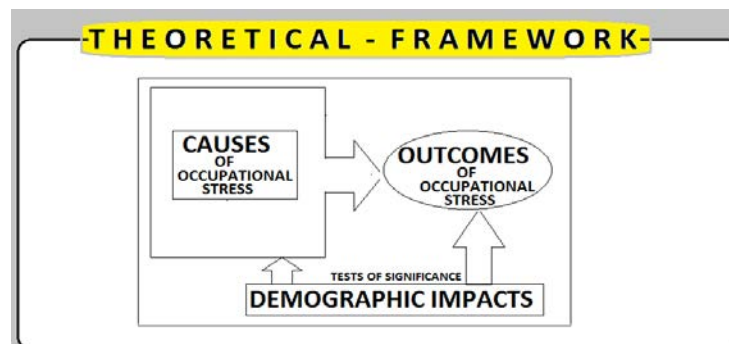 -THEORETICAL - FRAMEWORK-
CAUSES
OF
OCCUPATIONAL
STRESS
OUTCOMES
OF
OCCUPATIONAL
STRESS
TESTS OF SIGNIFICANCE
DEMOGRAPHIC IMPACTS